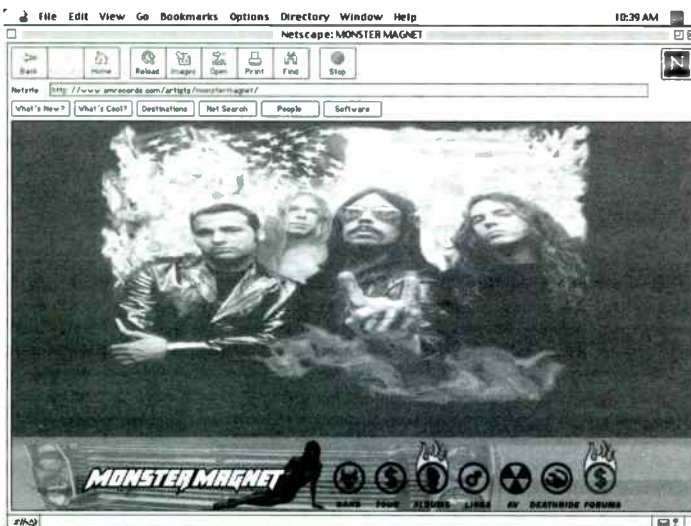 File Edit View Go Bookmarks Options Directory Window Help 10:39 AM
Netscape: MONSTER MAGNET
Back Home Reload Images Open Print Find Stop
N
Netsite http://www.amrecords.com/artists/monstermagnet/
What's New? What's Cool? Destinations Net Search People Software
MONSTER MAGNET
BAND TOUR ALBUMS LINKS AV DEATHRIDE FORUMS